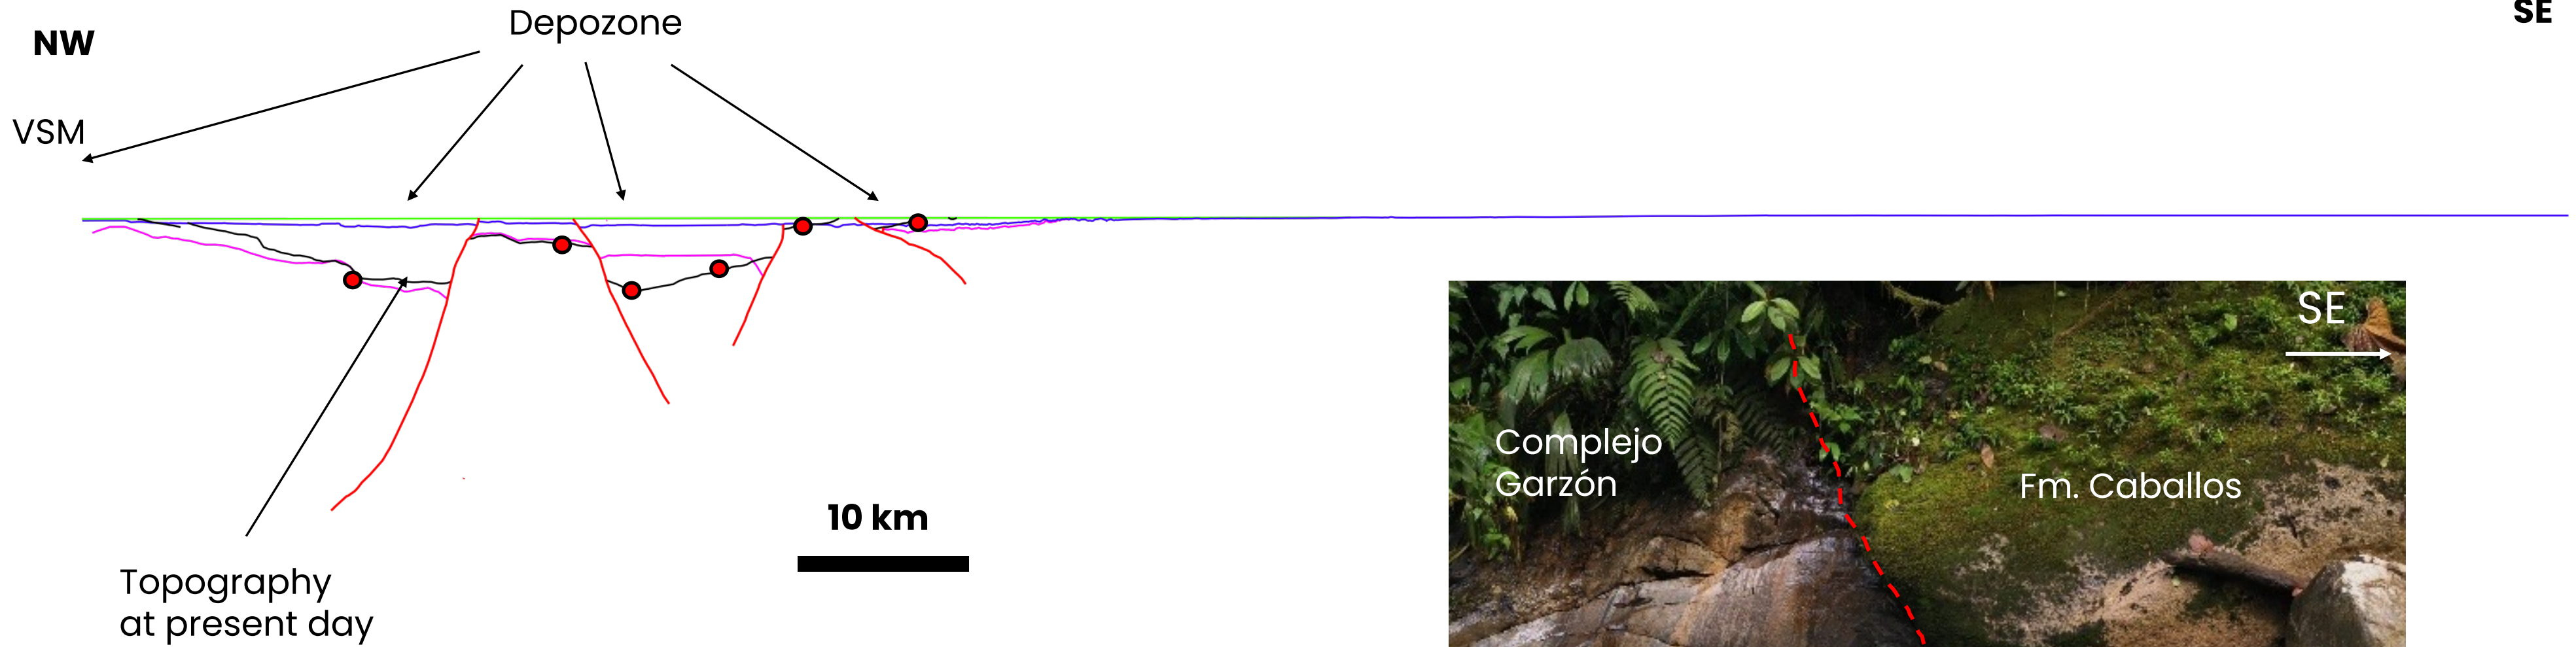 Depozone
NW
SE
VSM
10 km
Topography
at present day
SE
Complejo
Garzón
Fm. Caballos